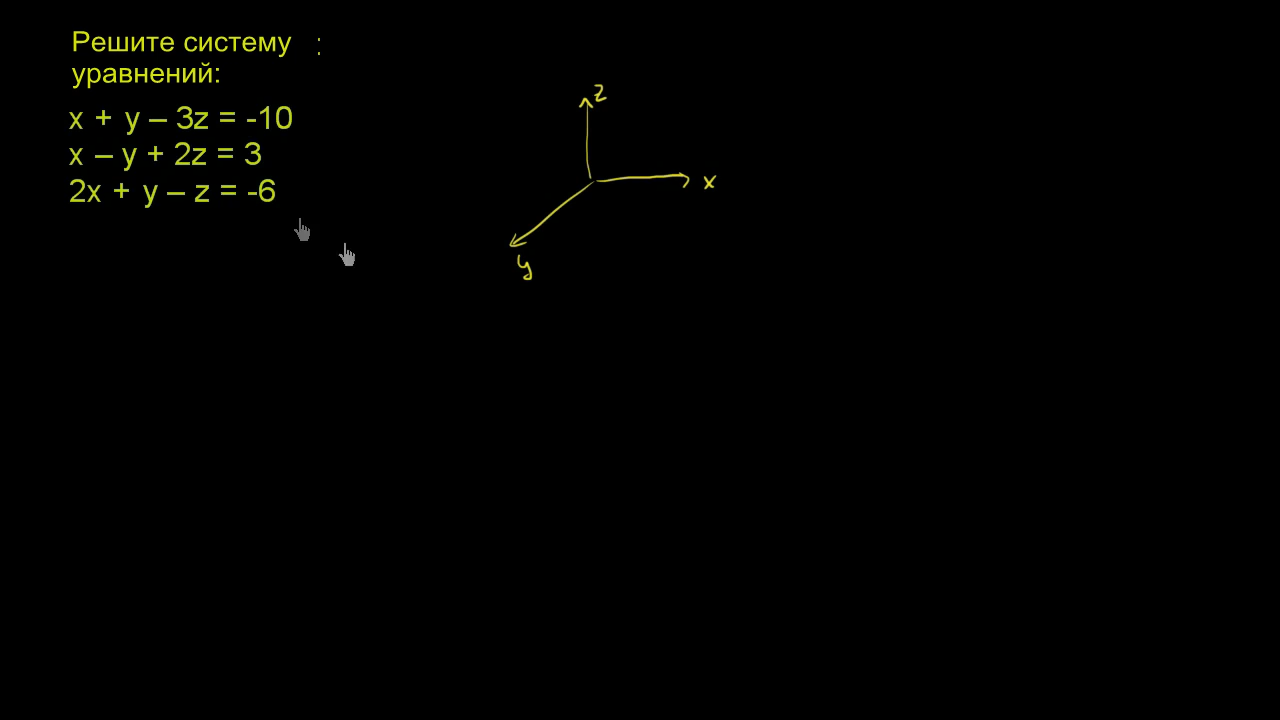 Решите систему :
уравнений:
x + y – 3z = -10
x – y + 2z = 3
2x + y – z = -6
z
x
y